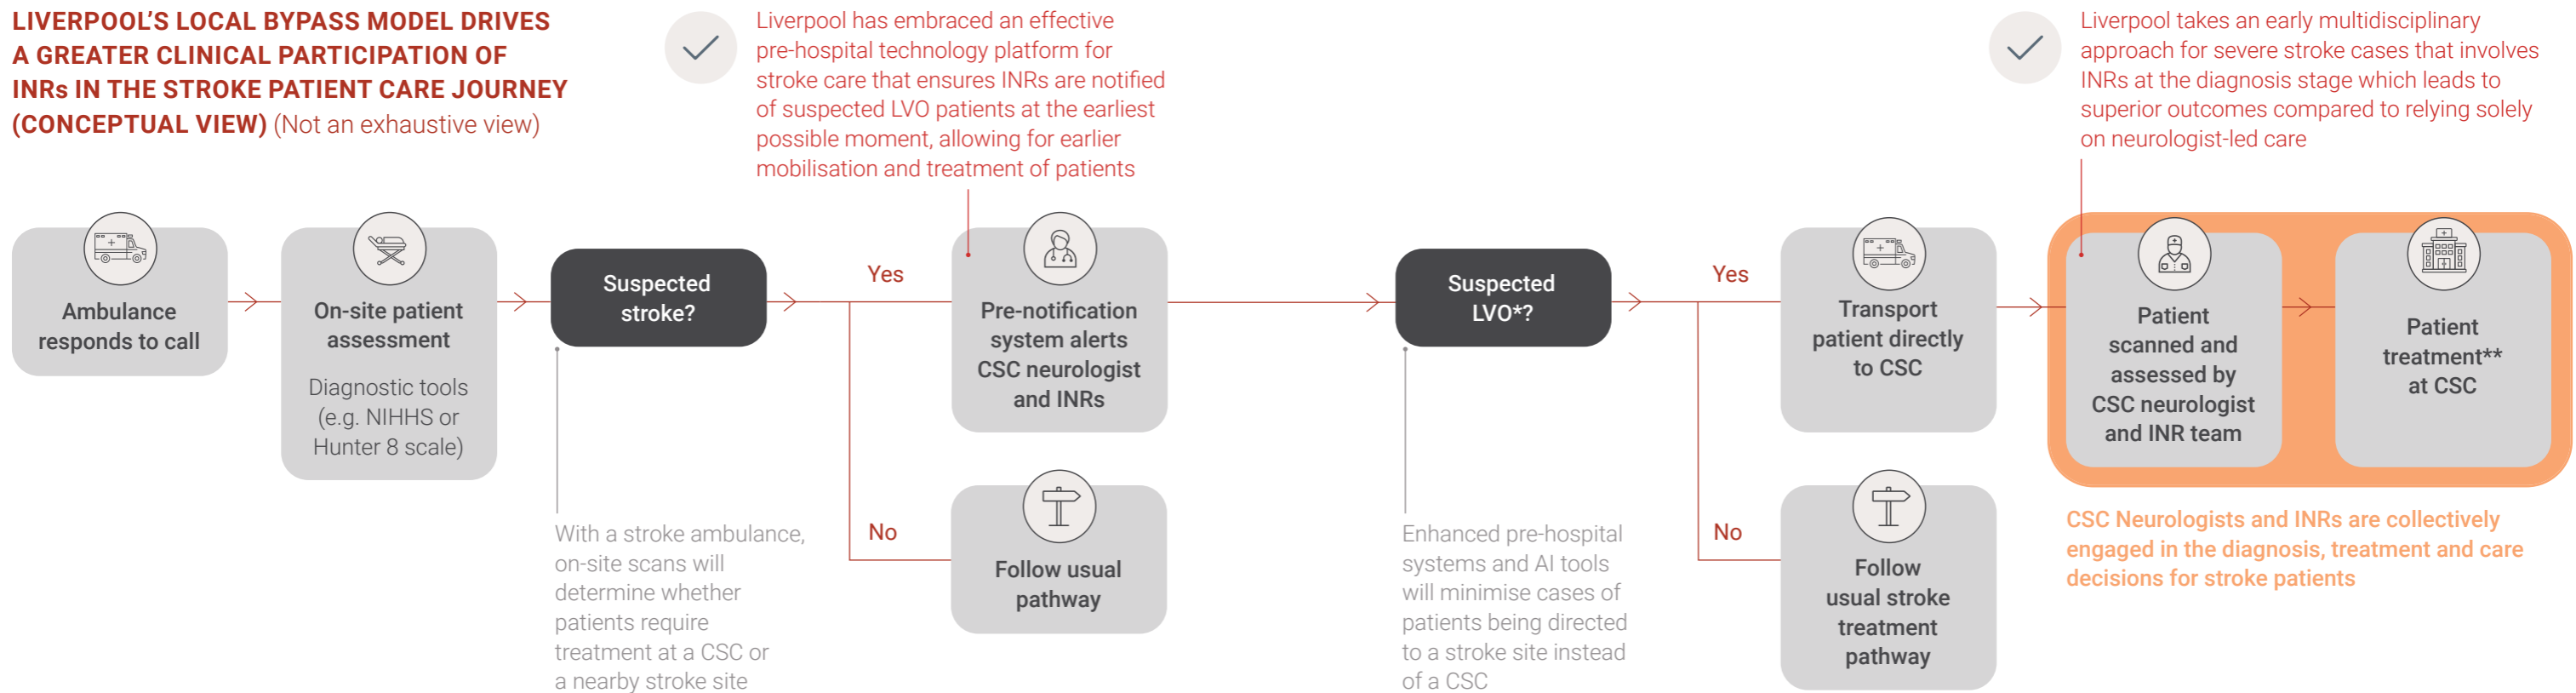 LIVERPOOL'S LOCAL BYPASS MODEL DRIVES
A GREATER CLINICAL PARTICIPATION OF
INRs IN THE STROKE PATIENT CARE JOURNEY
(CONCEPTUAL VIEW) (Not an exhaustive view)
Liverpool has embraced an effective
pre-hospital technology platform for
stroke care that ensures INRs are notified
of suspected LVO patients at the earliest
possible moment, allowing for earlier
mobilisation and treatment of patients
Liverpool takes an early multidisciplinary
approach for severe stroke cases that involves
INRs at the diagnosis stage which leads to
superior outcomes compared to relying solely
on neurologist-led care
Ambulance
responds to call
On-site patient
assessment
Diagnostic tools
(e.g. NIHHS or
Hunter 8 scale)
Suspected
stroke?
With a stroke ambulance,
on-site scans will
determine whether
patients require
treatment at a CSC or
a nearby stroke site
Yes
Pre-notification
system alerts
CSC neurologist
and INRs
No
Follow usual
pathway
Suspected
LVO*?
Enhanced pre-hospital
systems and AI tools
will minimise cases of
patients being directed
to a stroke site instead
of a CSC
Yes
Transport
patient directly
to CSC
No
Follow
usual stroke
treatment
pathway
Patient
scanned and
assessed by
CSC neurologist
and INR team
Patient
treatment**
at CSC
CSC Neurologists and INRs are collectively
engaged in the diagnosis, treatment and care
decisions for stroke patients